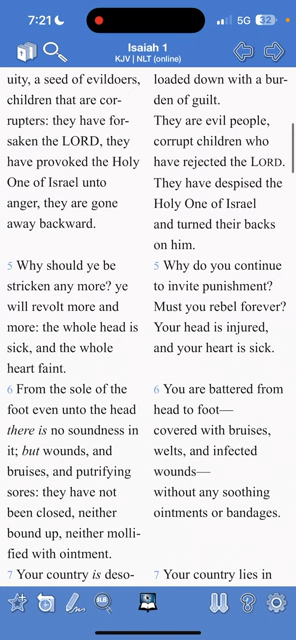 7:21
5G 32
Isaiah 1
KJV | NLT (online)
uity, a seed of evildoers,
children that are cor-
rupters: they have for-
saken the LORD, they
have provoked the Holy
One of Israel unto
anger, they are gone
away backward.
5 Why should ye be
stricken any more? ye
will revolt more and
more: the whole head is
sick, and the whole
heart faint.
6 From the sole of the
foot even unto the head
there is no soundness in
it; but wounds, and
bruises, and putrifying
sores: they have not
been closed, neither
bound up, neither molli-
fied with ointment.
7 Your country is deso-
loaded down with a bur-
den of guilt.
They are evil people,
corrupt children who
have rejected the LORD.
They have despised the
Holy One of Israel
and turned their backs
on him.
5 Why do you continue
to invite punishment?
Must you rebel forever?
Your head is injured,
and your heart is sick.
6 You are battered from
head to foot—
covered with bruises,
welts, and infected
wounds—
without any soothing
ointments or bandages.
7 Your country lies in